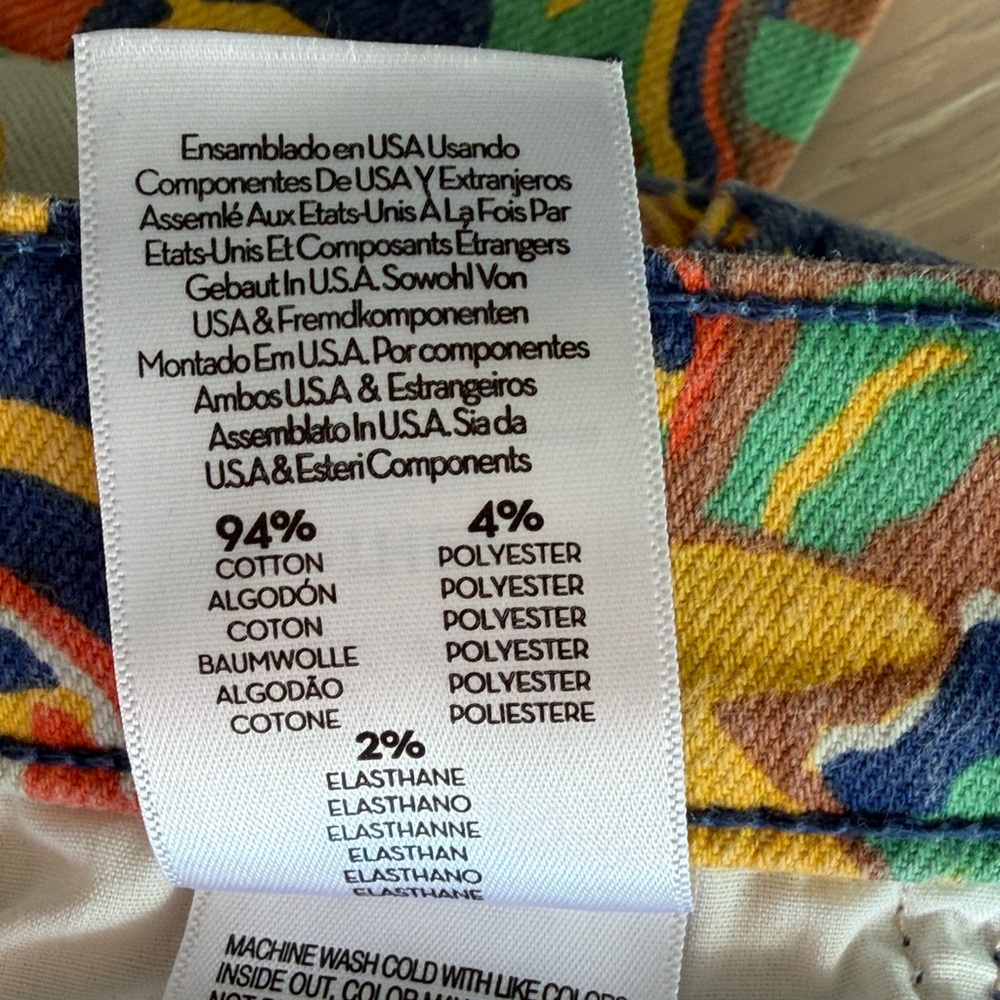 Ensamblado en USA Usando
Componentes De USA Y Extranjeros
Assemlé Aux Etats-Unis À La Fois Par
Etats-Unis Et Composants Étrangers
Gebaut In U.S.A. Sowohl Von
USA & Fremdkomponenten
Montado Em U.S.A. Por componentes
Ambos U.S.A & Estrangeiros
Assemblato In U.S.A. Sia da
U.S.A & Esteri Components
94% 4%
COTTON POLYESTER
ALGODÓN POLYESTER
COTON POLYESTER
BAUMWOLLE POLYESTER
ALGODÃO POLYESTER
COTONE POLIESTERE
2%
ELASTHANE
ELASTHANO
ELASTHANNE
ELASTHAN
ELASTHANO
ELASTHANE
MACHINE WASH COLD WITH LIKE COLORS
INSIDE OUT, COLOR